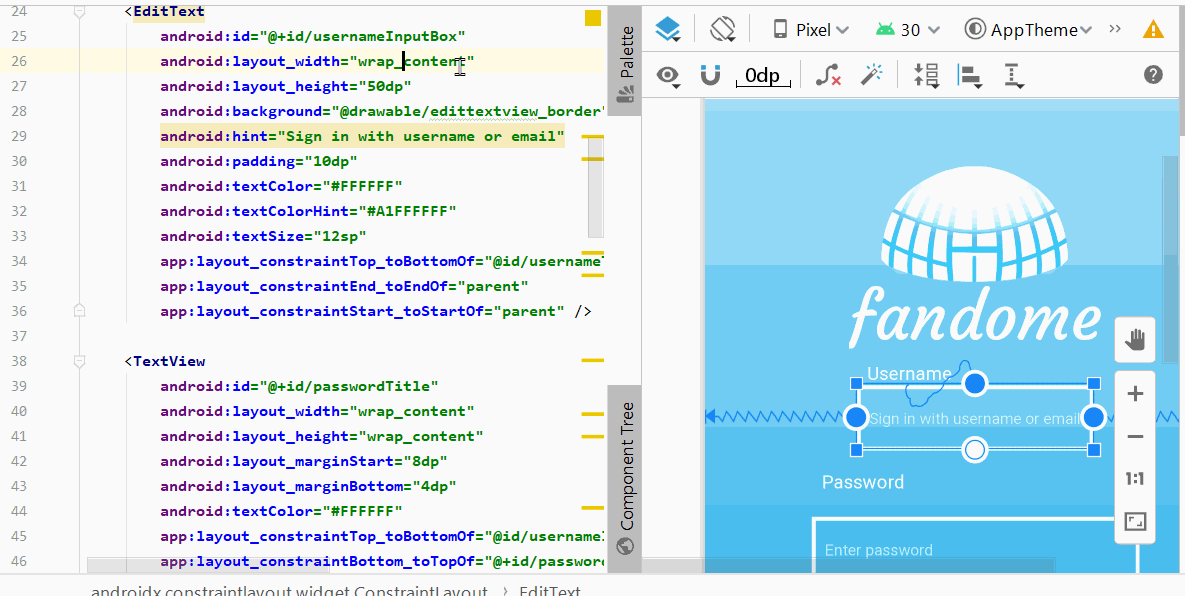 24 <EditText
25 android:id="@+id/usernameInputBox"
26 android:layout_width="wrap_content"
27 android:layout_height="50dp"
28 android:background="@drawable/edittextview_border"
29 android:hint="Sign in with username or email"
30 android:padding="10dp"
31 android:textColor="#FFFFFF"
32 android:textColorHint="#A1FFFFFF"
33 android:textSize="12sp"
34 app:layout_constraintTop_toBottomOf="@id/username
35 app:layout_constraintEnd_toEndOf="parent"
36 app:layout_constraintStart_toStartOf="parent" />
37
38 <TextView
39 android:id="@+id/passwordTitle"
40 android:layout_width="wrap_content"
41 android:layout_height="wrap_content"
42 android:layout_marginStart="8dp"
43 android:layout_marginBottom="4dp"
44 android:textColor="#FFFFFF"
45 app:layout_constraintTop_toBottomOf="@id/username
46 app:layout_constraintBottom_toTopOf="@+id/password
androidx.constraintlayout.widget.ConstraintLayout › EditText
Palette
Component Tree
Pixel 30 AppTheme
0dp
fandome
Username
Sign in with username or email
Password
Enter password
1:1